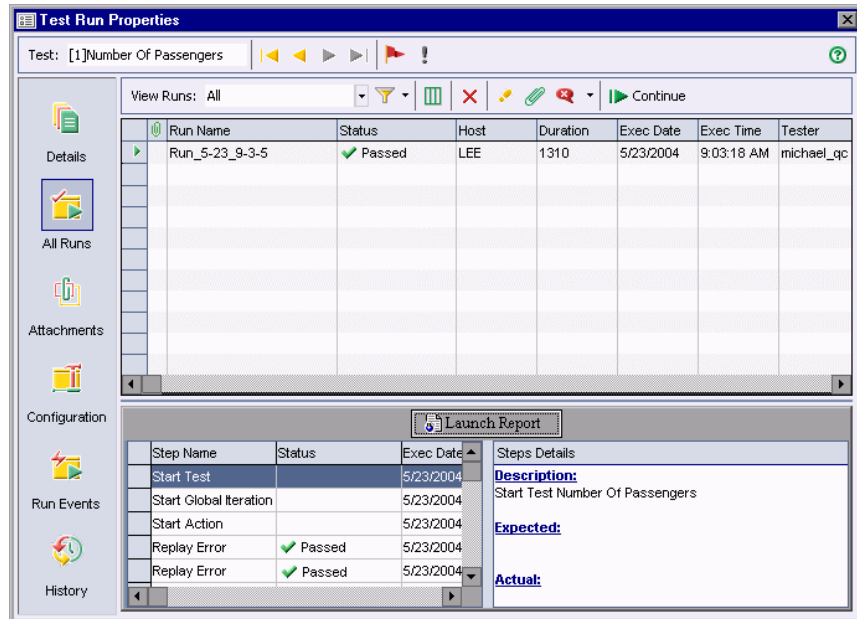 Test Run Properties
Test: [1]Number Of Passengers
View Runs: All
Continue
Run Name Status Host Duration Exec Date Exec Time Tester
Run_5-23_9-3-5 Passed LEE 1310 5/23/2004 9:03:18 AM michael_qc
Details
All Runs
Attachments
Configuration
Run Events
History
Launch Report
Step Name Status Exec Date
Start Test 5/23/2004
Start Global Iteration 5/23/2004
Start Action 5/23/2004
Replay Error Passed 5/23/2004
Replay Error Passed 5/23/2004
Steps Details
Description:
Start Test Number Of Passengers
Expected:
Actual: